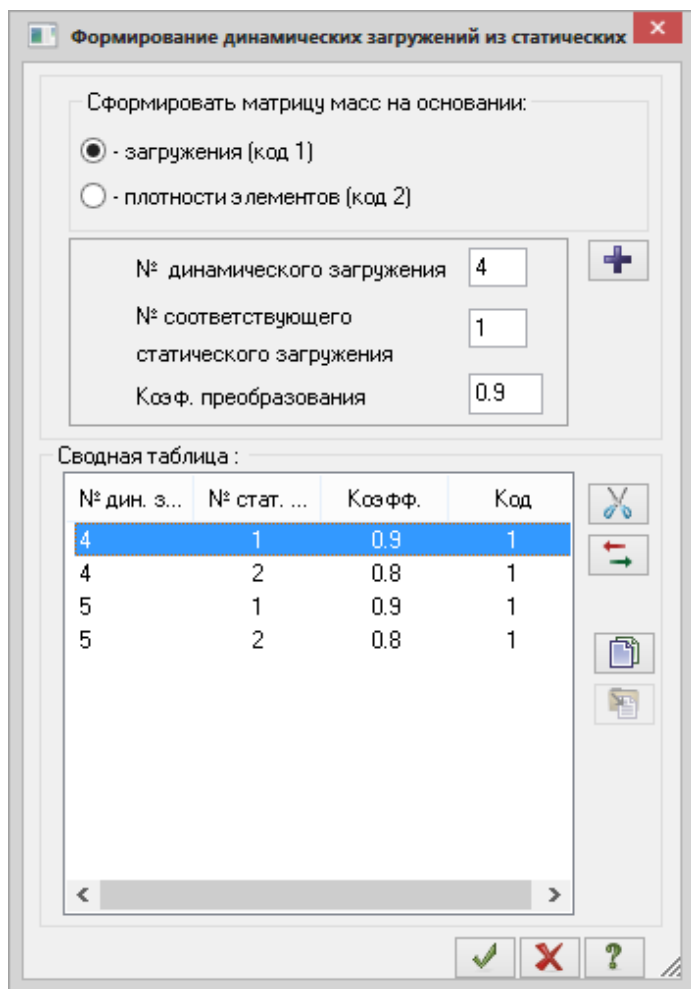 Формирование динамических загружений из статических
Сформировать матрицу масс на основании:
- загружения (код 1)
- плотности элементов (код 2)
№ динамического загружения 4
№ соответствующего
статического загружения 1
Коэф. преобразования 0.9
Сводная таблица :
№ дин. з... № стат. ... Коэфф. Код
4 1 0.9 1
4 2 0.8 1
5 1 0.9 1
5 2 0.8 1